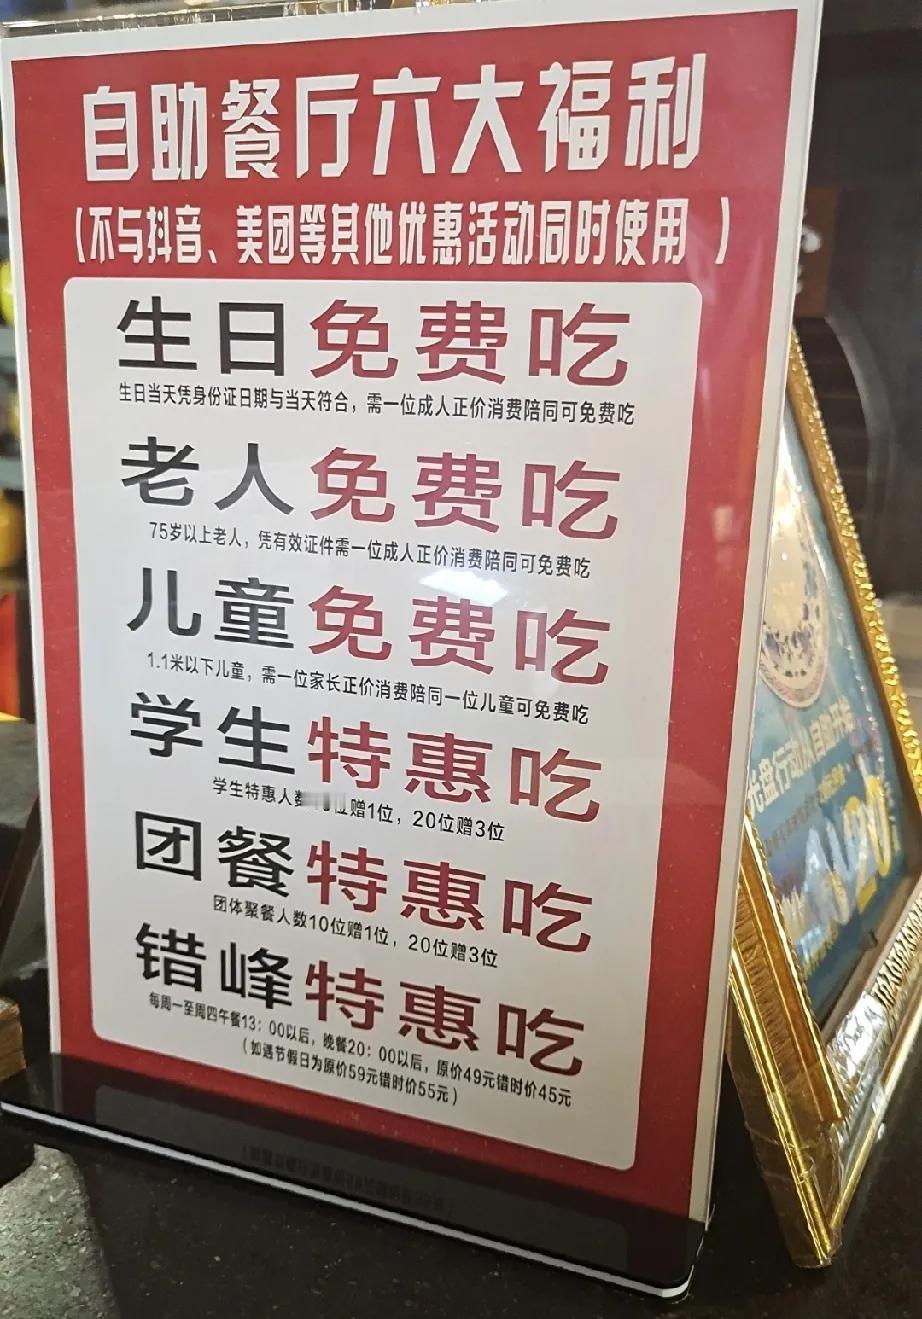 自助餐厅六大福利
(不与抖音、美团等其他优惠活动同时使用 )
生日免费吃
生日当天凭身份证日期与当天符合，需一位成人正价消费陪同可免费吃
老人免费吃
75岁以上老人，凭有效证件需一位成人正价消费陪同可免费吃
儿童免费吃
1.1米以下儿童，需一位家长正价消费陪同一位儿童可免费吃
学生特惠吃
学生特惠人数 位赠1位，20位赠3位
团餐特惠吃
团体聚餐人数10位赠1位，20位赠3位
错峰特惠吃
每周一至周四午餐13：00以后，晚餐20：00以后，原价49元错时价45元
(如遇节假日为原价59元错时价55元)
光盘行动从自助开始